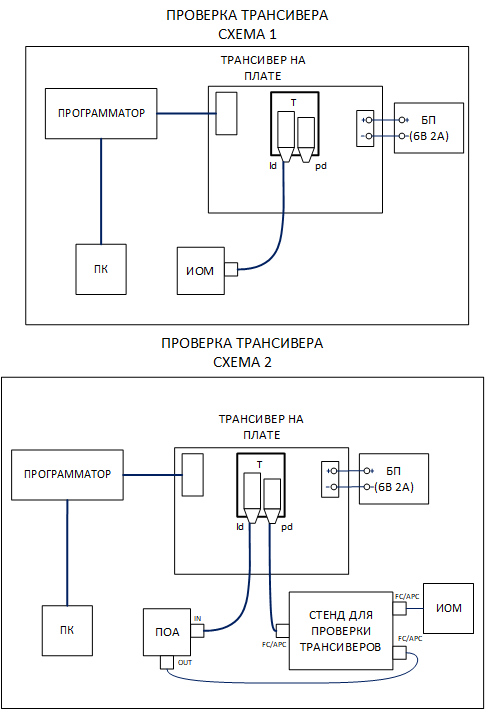 ПРОВЕРКА ТРАНСИВЕРА
СХЕМА 1
ТРАНСИВЕР НА
ПЛАТЕ
ПРОГРАММАТОР
T
+
+
БП
−
−
(6В 2А)
ld
pd
ПК
ИОМ
ПРОВЕРКА ТРАНСИВЕРА
СХЕМА 2
ТРАНСИВЕР НА
ПЛАТЕ
ПРОГРАММАТОР
T
+
+
БП
−
−
(6В 2А)
ld
pd
ПК
ПОА
IN
OUT
FC/APC
СТЕНД ДЛЯ
ПРОВЕРКИ
ТРАНСИВЕРОВ
FC/APC
ИОМ
FC/APC